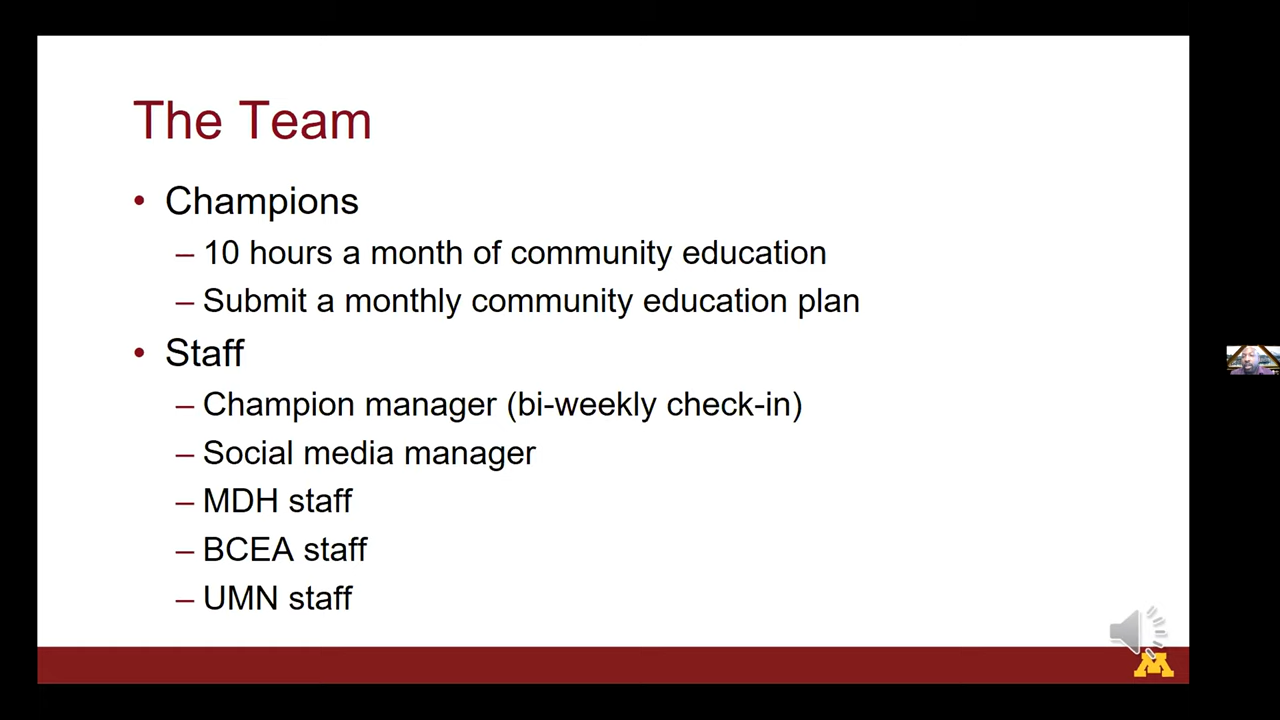 The Team
• Champions
– 10 hours a month of community education
– Submit a monthly community education plan
• Staff
– Champion manager (bi-weekly check-in)
– Social media manager
– MDH staff
– BCEA staff
– UMN staff
M